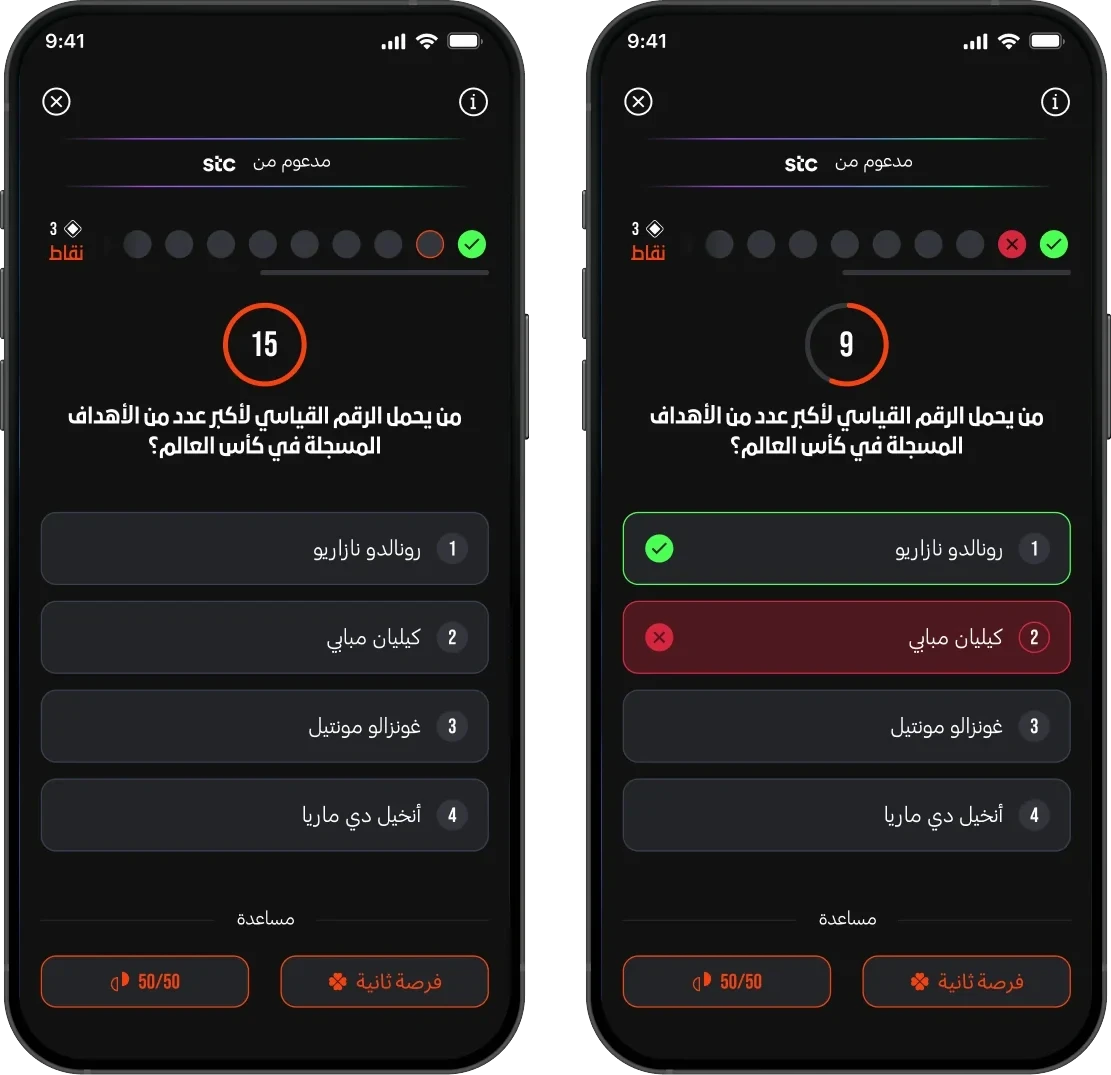 9:41
مدعوم من stc
3
نقاط
15
من يحمل الرقم القياسي لأكبر عدد من الأهداف
المسجلة في كأس العالم؟
1 رونالدو نازاريو
2 كيليان مبابي
3 غونزالو مونتيل
4 أنخيل دي ماريا
مساعدة
فرصة ثانية
50/50
9:41
مدعوم من stc
3
نقاط
9
من يحمل الرقم القياسي لأكبر عدد من الأهداف
المسجلة في كأس العالم؟
1 رونالدو نازاريو
2 كيليان مبابي
3 غونزالو مونتيل
4 أنخيل دي ماريا
مساعدة
فرصة ثانية
50/50